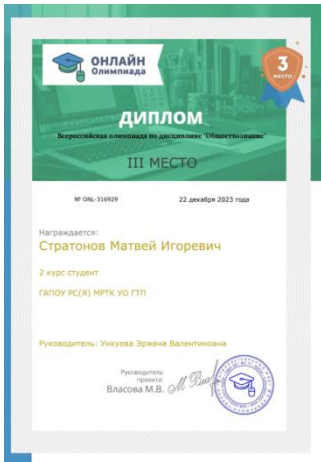 ОНЛАЙН
Олимпиада
3
МЕСТО
ДИПЛОМ
Всероссийская олимпиада по дисциплине "Обществознание"
III МЕСТО
№ ONL-316929
22 декабря 2023 года
Награждается:
Стратонов Матвей Игоревич
2 курс студент
ГАПОУ РС(Я) МРТК УО ГТП
Руководитель: Ункуева Эржена Валентиновна
Руководитель
проекта:
Власова М.В.